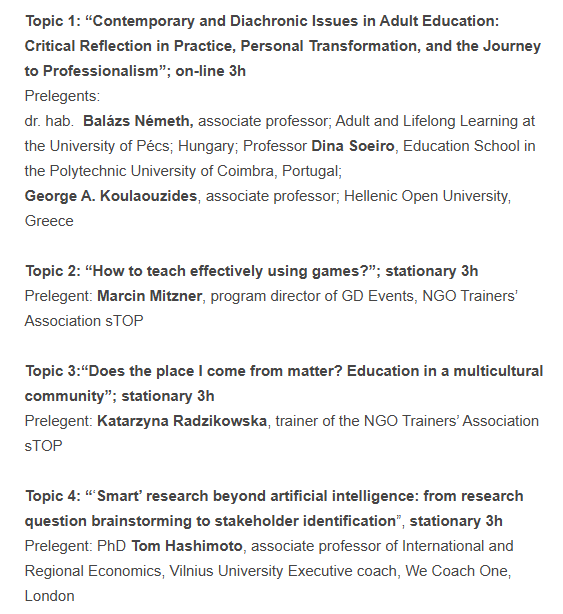 Topic 1: “Contemporary and Diachronic Issues in Adult Education:
Critical Reflection in Practice, Personal Transformation, and the Journey
to Professionalism”; on-line 3h
Prelegents:
dr. hab.  Balázs Németh, associate professor; Adult and Lifelong Learning at
the University of Pécs; Hungary; Professor Dina Soeiro, Education School in
the Polytechnic University of Coimbra, Portugal;
George A. Koulaouzides, associate professor; Hellenic Open University,
Greece
Topic 2: “How to teach effectively using games?”; stationary 3h
Prelegent: Marcin Mitzner, program director of GD Events, NGO Trainers’
Association sTOP
Topic 3:“Does the place I come from matter? Education in a multicultural
community”; stationary 3h
Prelegent: Katarzyna Radzikowska, trainer of the NGO Trainers’ Association
sTOP
Topic 4: “‘Smart’ research beyond artificial intelligence: from research
question brainstorming to stakeholder identification”, stationary 3h
Prelegent: PhD Tom Hashimoto, associate professor of International and
Regional Economics, Vilnius University Executive coach, We Coach One,
London